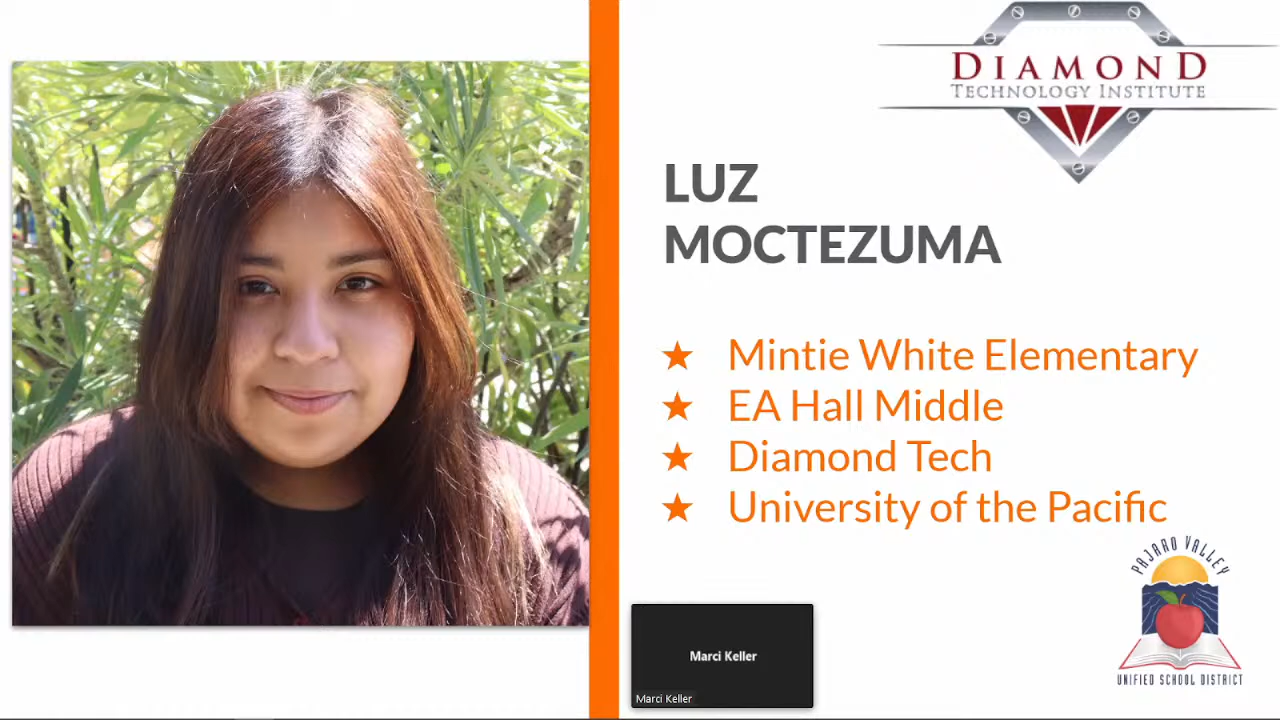 DIAMOND
TECHNOLOGY INSTITUTE
LUZ
MOCTEZUMA
★ Mintie White Elementary
★ EA Hall Middle
★ Diamond Tech
★ University of the Pacific
PAJARO VALLEY
UNIFIED SCHOOL DISTRICT
Marci Keller
Marci Keller